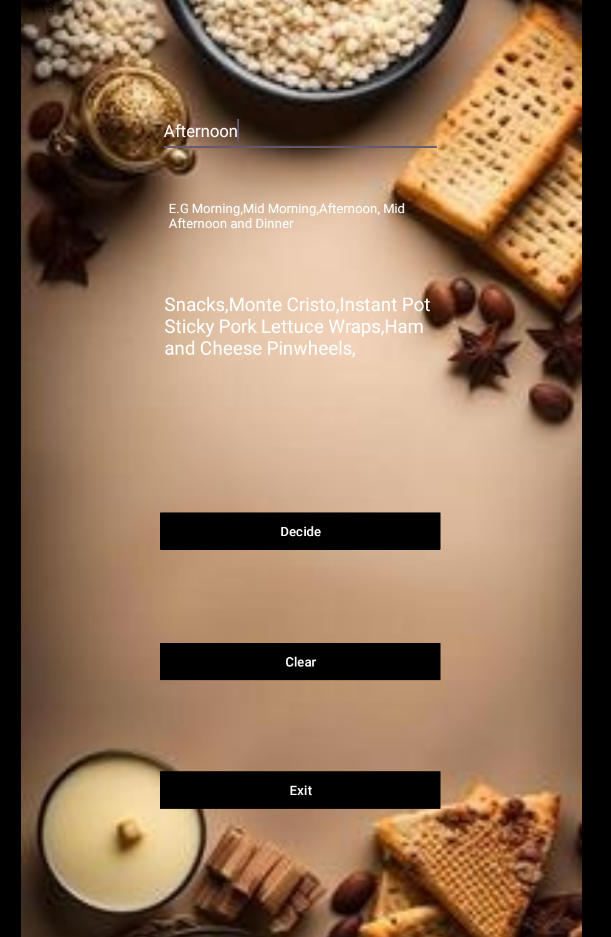 Afternoon
E.G Morning,Mid Morning,Afternoon, Mid
Afternoon and Dinner
Snacks,Monte Cristo,Instant Pot
Sticky Pork Lettuce Wraps,Ham
and Cheese Pinwheels,
Decide
Clear
Exit